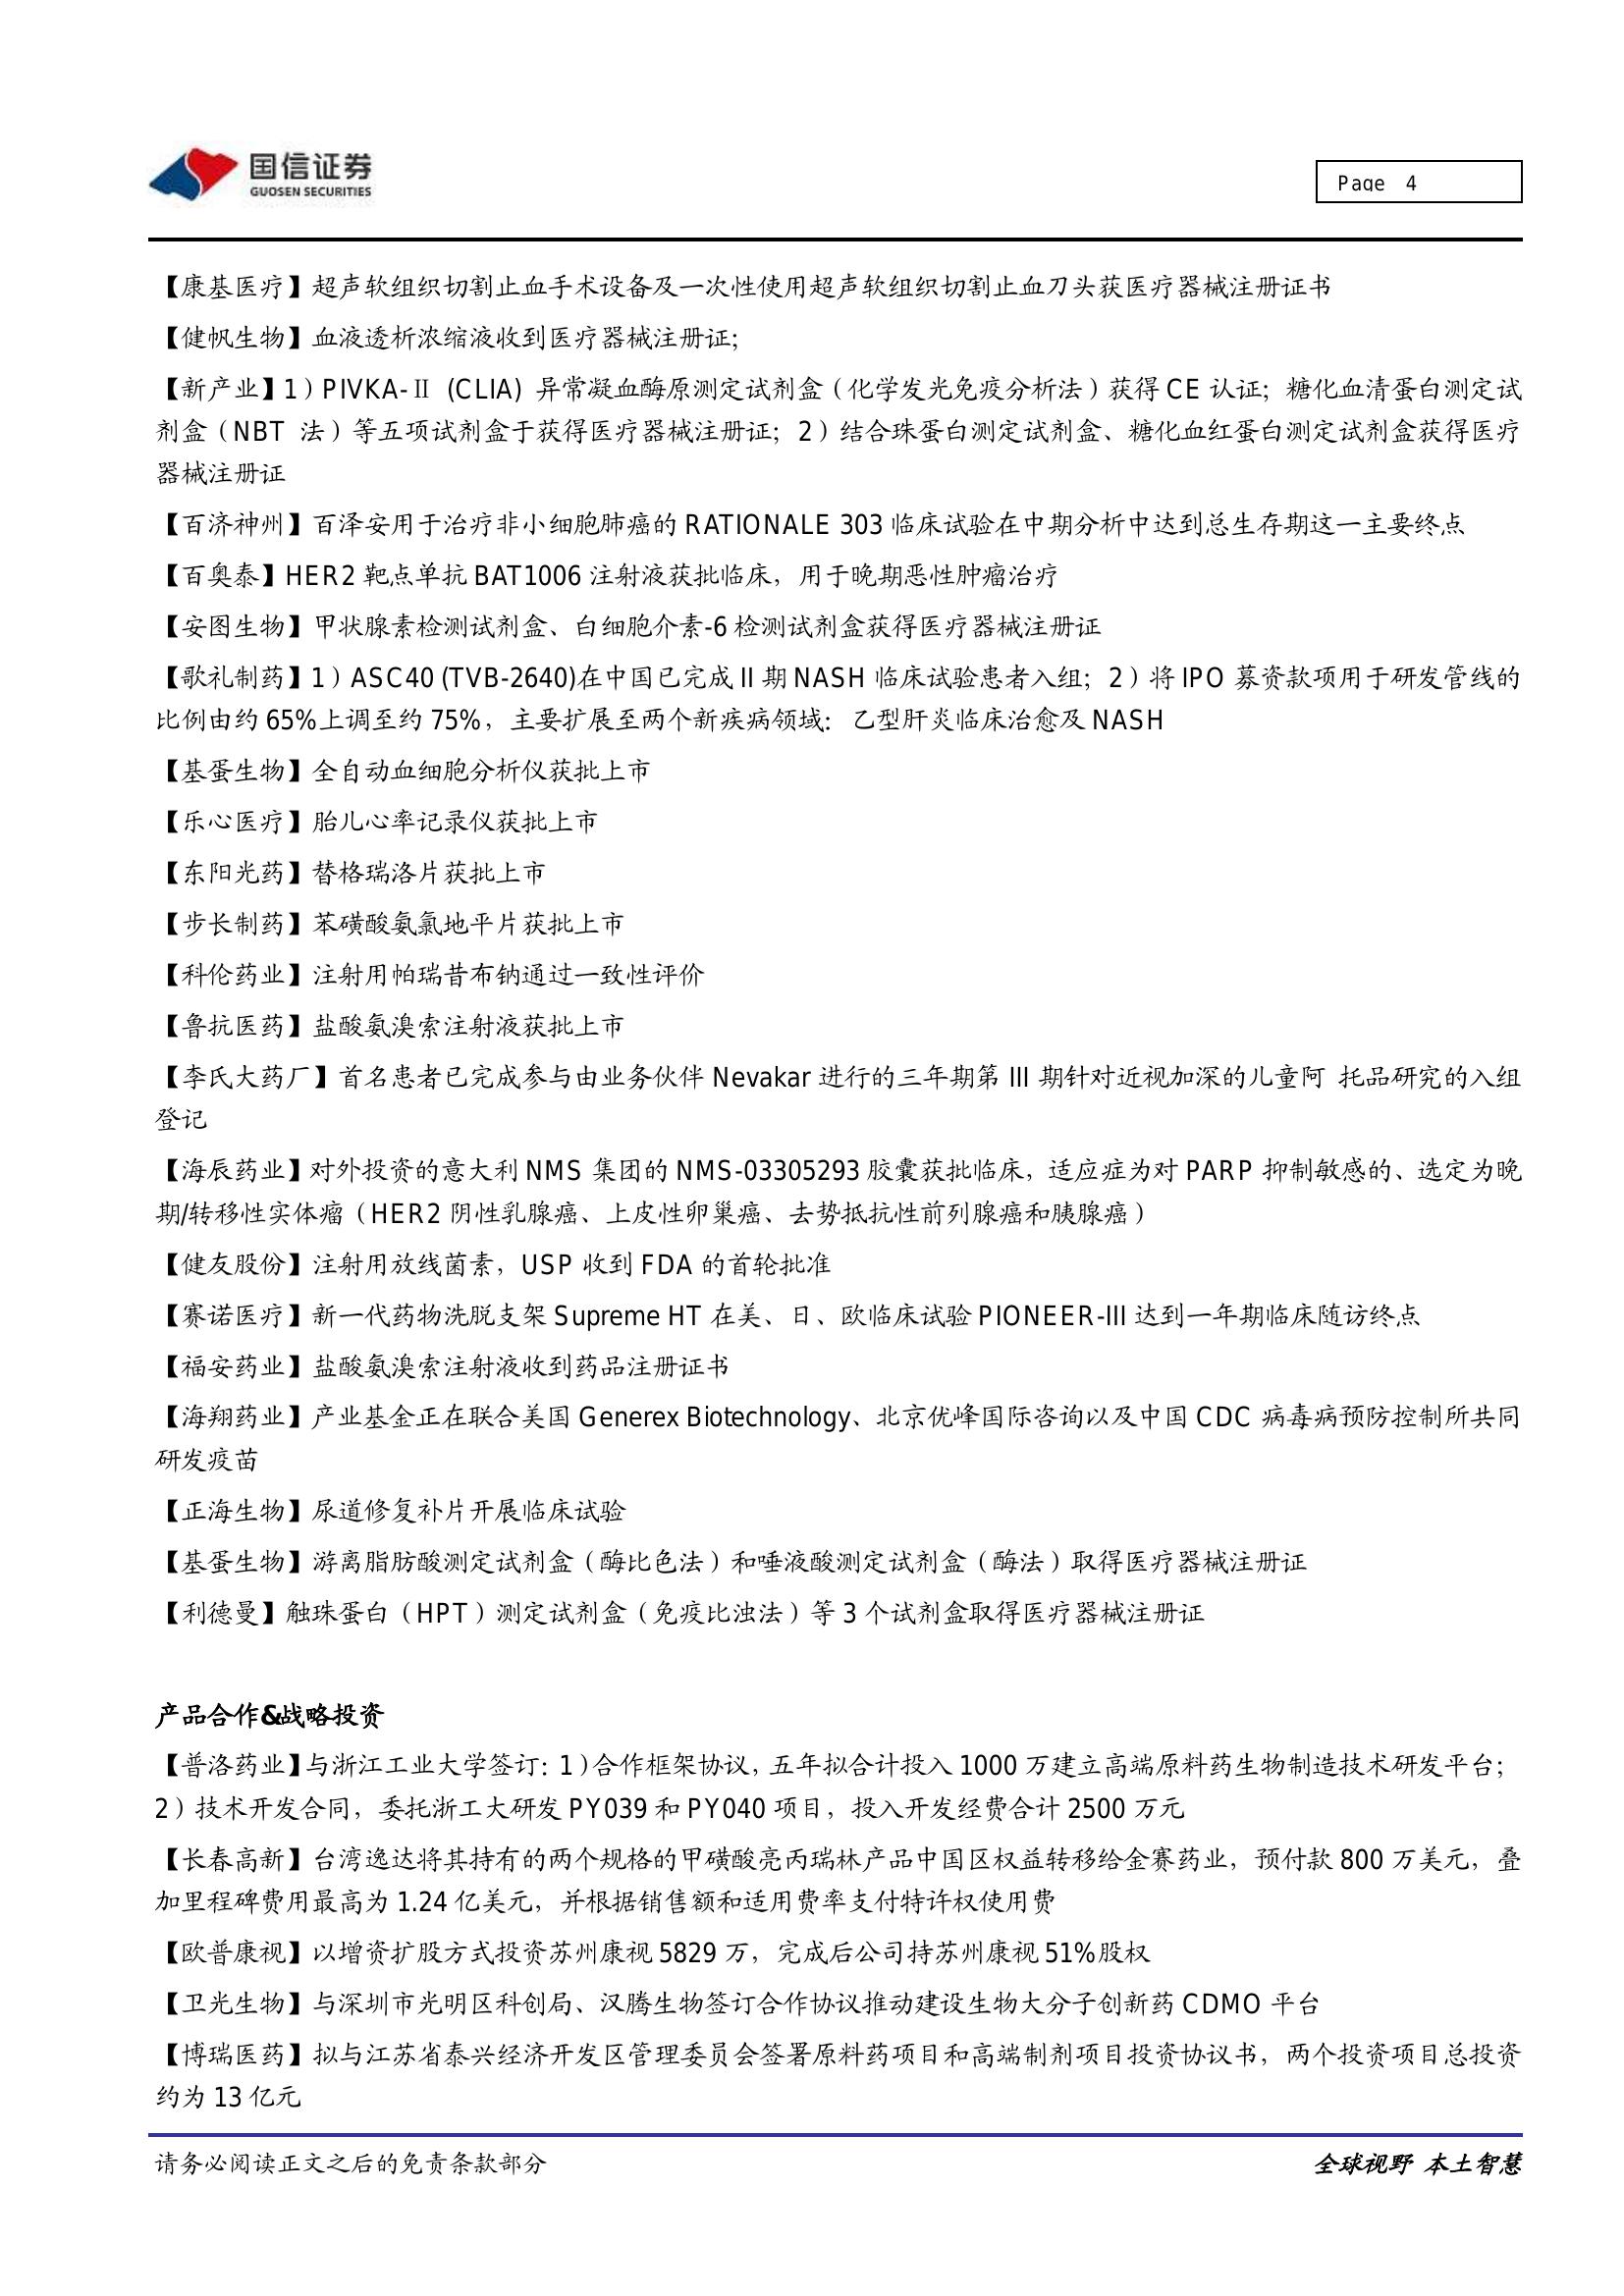 国信证券
GUOSEN SECURITIES
Page 4
【康基医疗】超声软组织切割止血手术设备及一次性使用超声软组织切割止血刀头获医疗器械注册证书
【健帆生物】血液透析浓缩液收到医疗器械注册证；
【新产业】1）PIVKA-Ⅱ (CLIA) 异常凝血酶原测定试剂盒（化学发光免疫分析法）获得 CE 认证；糖化血清蛋白测定试
剂盒（NBT 法）等五项试剂盒于获得医疗器械注册证；2）结合珠蛋白测定试剂盒、糖化血红蛋白测定试剂盒获得医疗
器械注册证
【百济神州】百泽安用于治疗非小细胞肺癌的 RATIONALE 303 临床试验在中期分析中达到总生存期这一主要终点
【百奥泰】HER2 靶点单抗 BAT1006 注射液获批临床，用于晚期恶性肿瘤治疗
【安图生物】甲状腺素检测试剂盒、白细胞介素-6 检测试剂盒获得医疗器械注册证
【歌礼制药】1）ASC40 (TVB-2640)在中国已完成 II 期 NASH 临床试验患者入组；2）将 IPO 募资款项用于研发管线的
比例由约 65%上调至约 75%，主要扩展至两个新疾病领域：乙型肝炎临床治愈及 NASH
【基蛋生物】全自动血细胞分析仪获批上市
【乐心医疗】胎儿心率记录仪获批上市
【东阳光药】替格瑞洛片获批上市
【步长制药】苯磺酸氨氯地平片获批上市
【科伦药业】注射用帕瑞昔布钠通过一致性评价
【鲁抗医药】盐酸氨溴索注射液获批上市
【李氏大药厂】首名患者已完成参与由业务伙伴 Nevakar 进行的三年期第 III 期针对近视加深的儿童阿 托品研究的入组
登记
【海辰药业】对外投资的意大利 NMS 集团的 NMS-03305293 胶囊获批临床，适应症为对 PARP 抑制敏感的、选定为晚
期/转移性实体瘤（HER2 阴性乳腺癌、上皮性卵巢癌、去势抵抗性前列腺癌和胰腺癌）
【健友股份】注射用放线菌素，USP 收到 FDA 的首轮批准
【赛诺医疗】新一代药物洗脱支架 Supreme HT 在美、日、欧临床试验 PIONEER-III 达到一年期临床随访终点
【福安药业】盐酸氨溴索注射液收到药品注册证书
【海翔药业】产业基金正在联合美国 Generex Biotechnology、北京优峰国际咨询以及中国 CDC 病毒病预防控制所共同
研发疫苗
【正海生物】尿道修复补片开展临床试验
【基蛋生物】游离脂肪酸测定试剂盒（酶比色法）和唾液酸测定试剂盒（酶法）取得医疗器械注册证
【利德曼】触珠蛋白（HPT）测定试剂盒（免疫比浊法）等 3 个试剂盒取得医疗器械注册证
产品合作&战略投资
【普洛药业】与浙江工业大学签订：1）合作框架协议，五年拟合计投入 1000 万建立高端原料药生物制造技术研发平台；
2）技术开发合同，委托浙工大研发 PY039 和 PY040 项目，投入开发经费合计 2500 万元
【长春高新】台湾逸达将其持有的两个规格的甲磺酸亮丙瑞林产品中国区权益转移给金赛药业，预付款 800 万美元，叠
加里程碑费用最高为 1.24 亿美元，并根据销售额和适用费率支付特许权使用费
【欧普康视】以增资扩股方式投资苏州康视 5829 万，完成后公司持苏州康视 51%股权
【卫光生物】与深圳市光明区科创局、汉腾生物签订合作协议推动建设生物大分子创新药 CDMO 平台
【博瑞医药】拟与江苏省泰兴经济开发区管理委员会签署原料药项目和高端制剂项目投资协议书，两个投资项目总投资
约为 13 亿元
请务必阅读正文之后的免责条款部分
全球视野 本土智慧